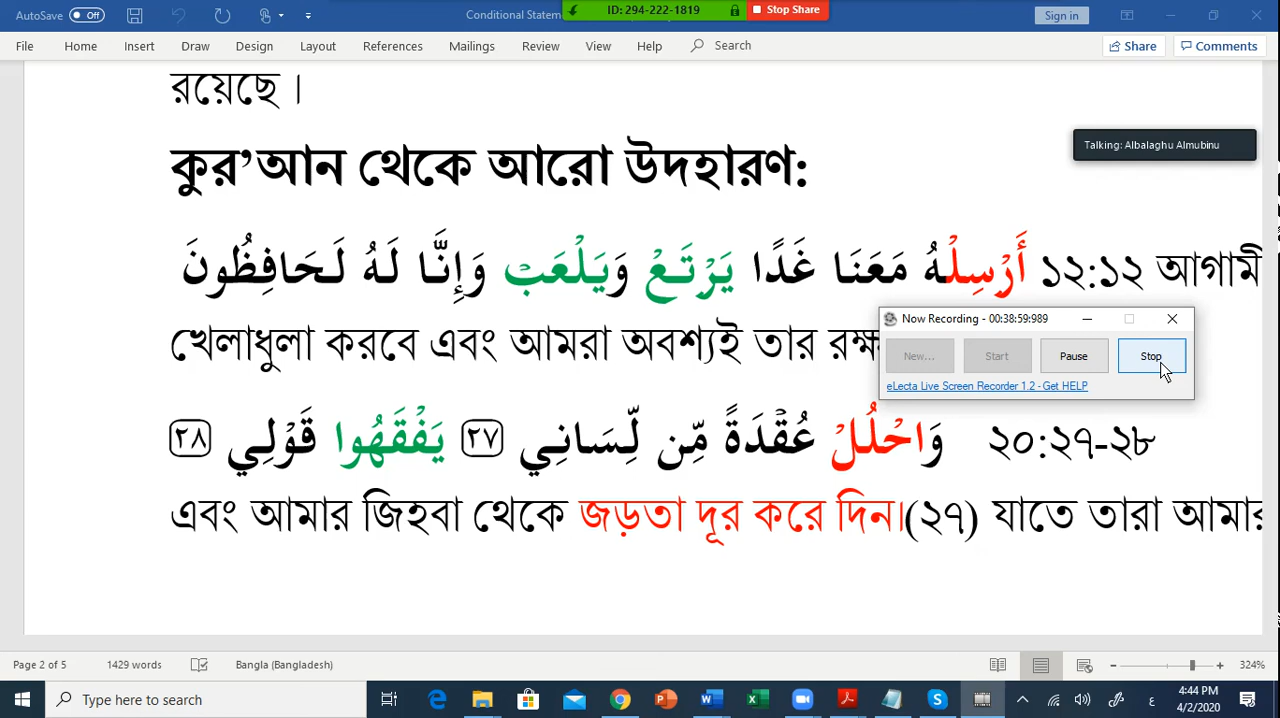 AutoSave Off
Conditional Statem
ID: 294-222-1819
Stop Share
Sign in
File Home Insert Draw Design Layout References Mailings Review View Help Search Share Comments
রয়েছে।
Talking: Albalaghu Almubinu
কুর’আন থেকে আরো উদহারণ:
أَرْسِلْهُ مَعَنَا غَدًا يَرْتَعْ وَيَلْعَبْ وَإِنَّا لَهُ لَحَافِظُونَ ১২:১২ আগামী
Now Recording - 00:38:59:989
খেলাধুলা করবে এবং আমরা অবশ্যই তার রক্ষ
New... Start Pause Stop
eLecta Live Screen Recorder 1.2 - Get HELP
وَاحْلُلْ عُقْدَةً مِّن لِّسَانِي ٢٧ يَفْقَهُوا قَوْلِي ٢٨ ২০:২৭-২৮
এবং আমার জিহবা থেকে জড়তা দূর করে দিন।(২৭) যাতে তারা আমার
Page 2 of 5 1429 words Bangla (Bangladesh) 324%
Type here to search
ع
4:44 PM
4/2/2020